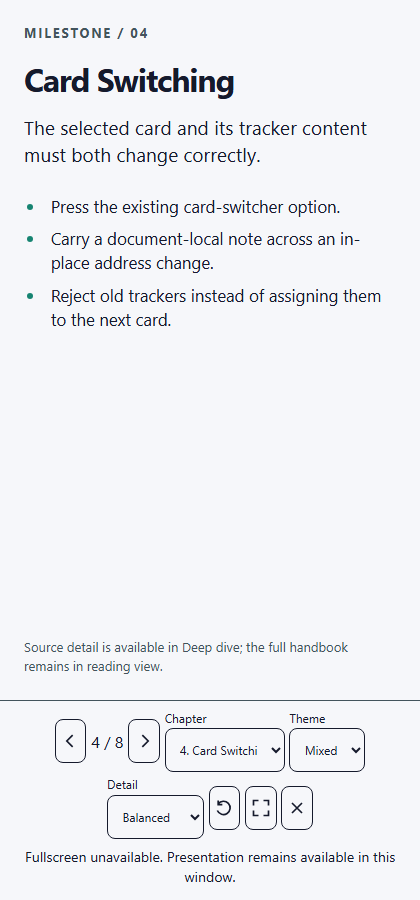 MILESTONE / 04
Card Switching
The selected card and its tracker content
must both change correctly.
• Press the existing card-switcher option.
• Carry a document-local note across an in-
place address change.
• Reject old trackers instead of assigning them
to the next card.
Source detail is available in Deep dive; the full handbook
remains in reading view.
Chapter
Theme
4 / 8
4. Card Switchi
Mixed
Detail
Balanced
Fullscreen unavailable. Presentation remains available in this
window.